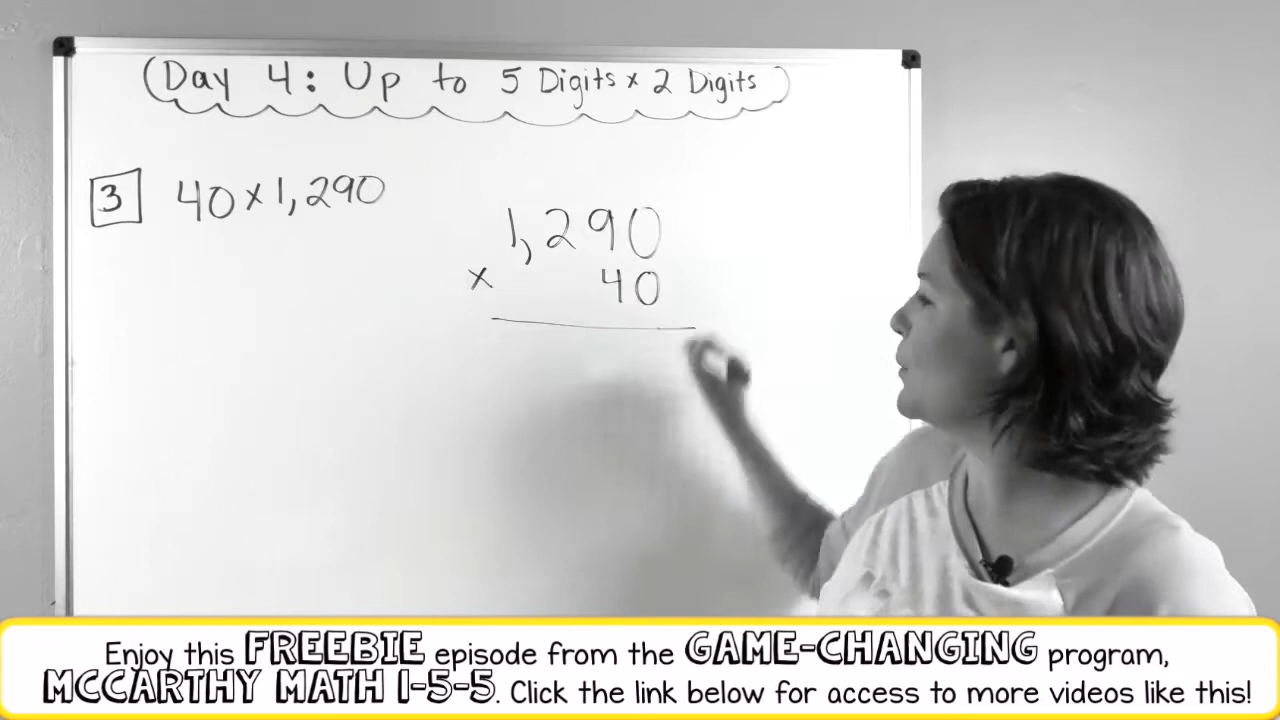 Day 4: Up to 5 Digits x 2 Digits
3 40 x 1,290
1,290
x 40
Enjoy this FREEBIE episode from the GAME-CHANGING program,
MCCARTHY MATH 1-5-5. Click the link below for access to more videos like this!